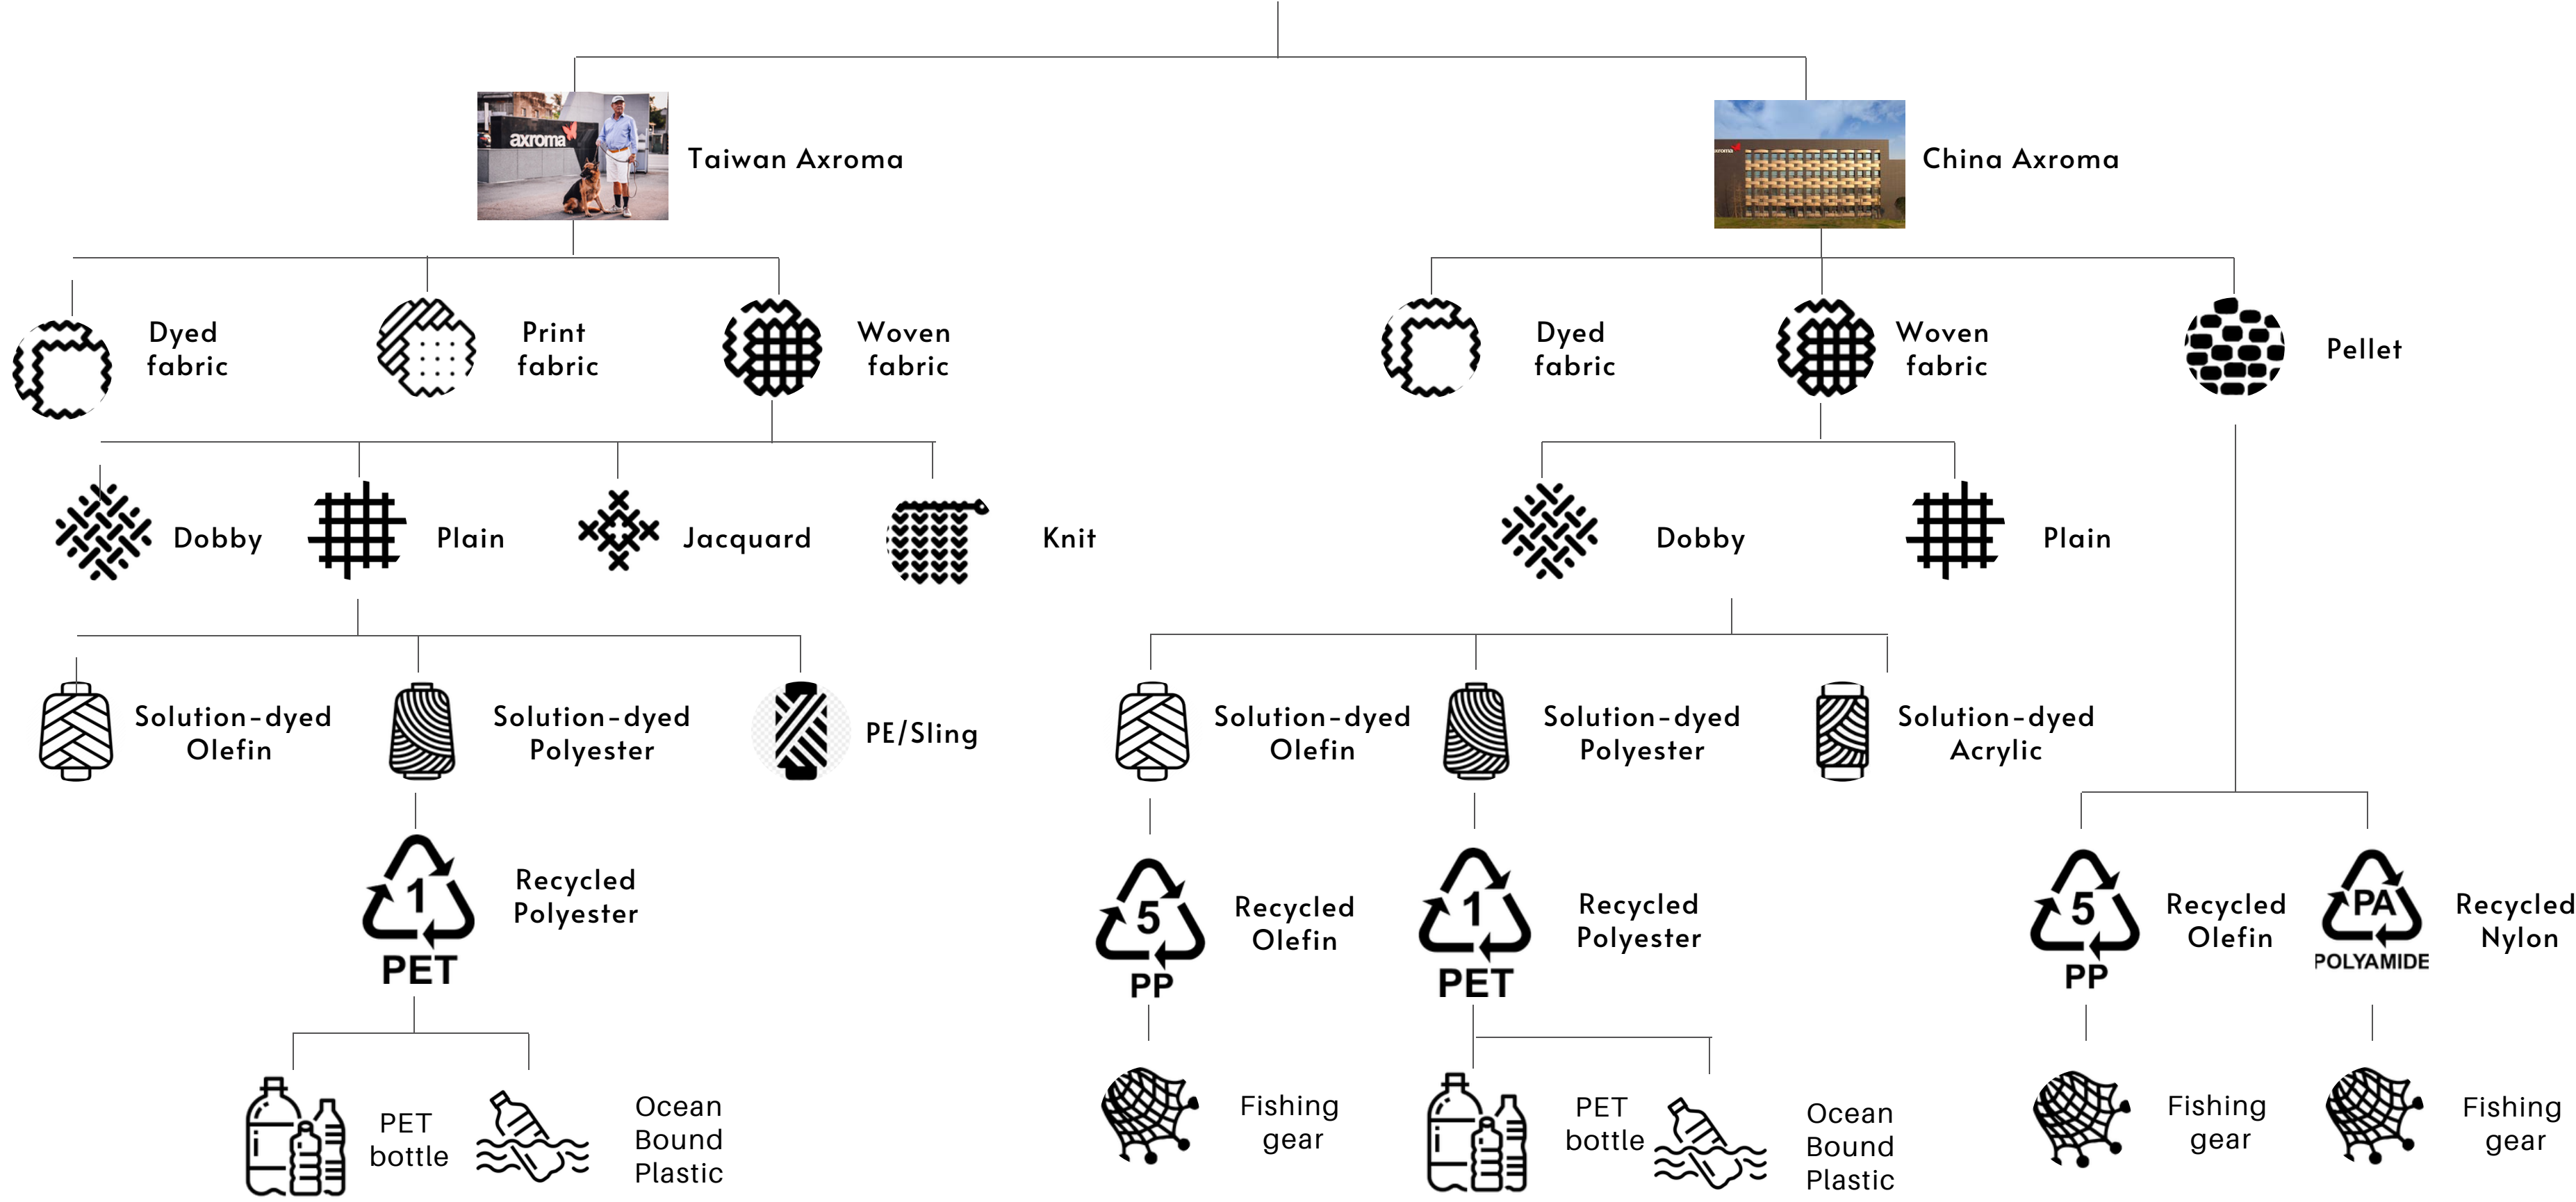 axroma
Taiwan Axroma
axroma
China Axroma
Dyed
fabric
Print
fabric
Woven
fabric
Dyed
fabric
Woven
fabric
Pellet
Dobby
Plain
Jacquard
Knit
Dobby
Plain
Solution-dyed
Olefin
Solution-dyed
Polyester
PE/Sling
Solution-dyed
Olefin
Solution-dyed
Polyester
Solution-dyed
Acrylic
1
PET
Recycled
Polyester
5
PP
Recycled
Olefin
1
PET
Recycled
Polyester
5
PP
Recycled
Olefin
PA
POLYAMIDE
Recycled
Nylon
PET
bottle
Ocean
Bound
Plastic
Fishing
gear
PET
bottle
Ocean
Bound
Plastic
Fishing
gear
Fishing
gear